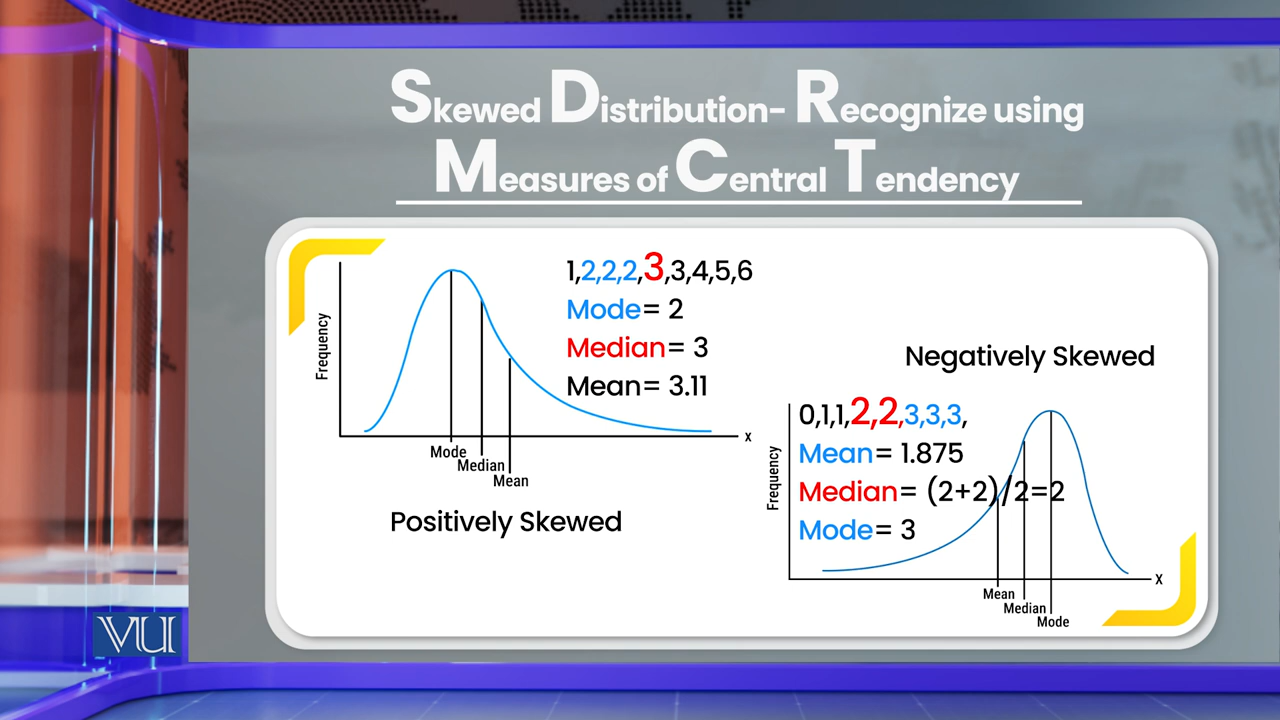 Skewed Distribution- Recognize using
Measures of Central Tendency
1,2,2,2,3,3,4,5,6
Mode= 2
Median= 3
Mean= 3.11
Frequency
x
Mode
Median
Mean
Positively Skewed
Negatively Skewed
0,1,1,2,2,3,3,3,
Mean= 1.875
Median= (2+2)/2=2
Mode= 3
Frequency
x
Mean
Median
Mode
VU